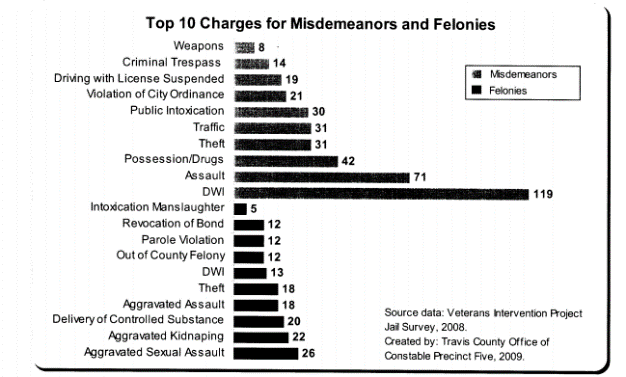 Top 10 Charges for Misdemeanors and Felonies
Weapons 8
Criminal Trespass 14
Driving with License Suspended 19
Violation of City Ordinance 21
Public Intoxication 30
Traffic 31
Theft 31
Possession/Drugs 42
Assault 71
DWI 119
Intoxication Manslaughter 5
Revocation of Bond 12
Parole Violation 12
Out of County Felony 12
DWI 13
Theft 18
Aggravated Assault 18
Delivery of Controlled Substance 20
Aggravated Kidnaping 22
Aggravated Sexual Assault 26
Misdemeanors
Felonies
Source data: Veterans Intervention Project
Jail Survey, 2008.
Created by: Travis County Office of
Constable Precinct Five, 2009.